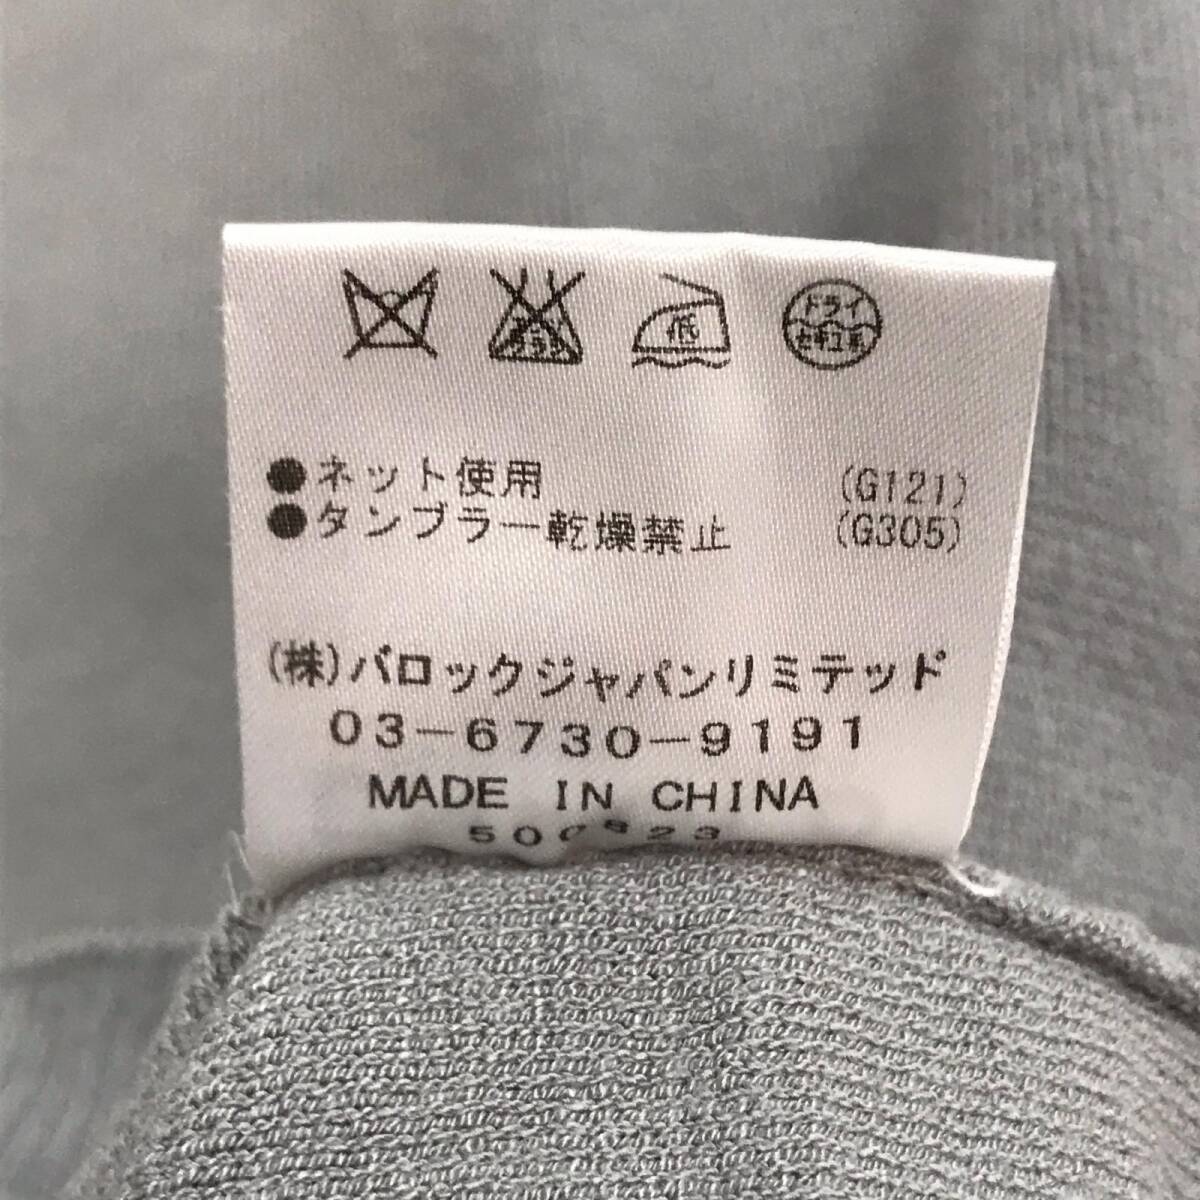 低
ドライ
セキユ系
●ネット使用 (G121)
●タンブラー乾燥禁止 (G305)
(株)バロックジャパンリミテッド
03-6730-9191
MADE IN CHINA